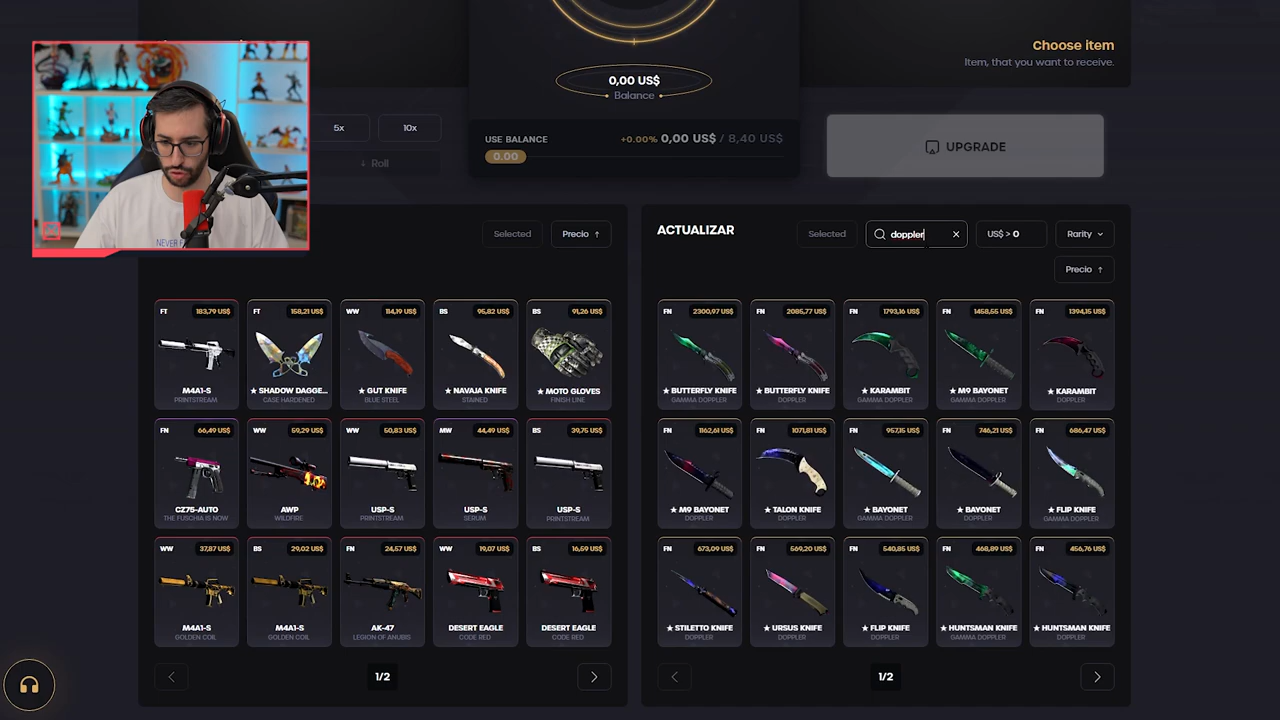 Choose item
Item, that you want to receive.
0,00 US$
Balance
5x
10x
Roll
USE BALANCE
+0.00% 0,00 US$ / 8,40 US$
0.00
UPGRADE
NEVER
Selected
Precio ↑
FT 183,79 US$
M4A1-S
PRINTSTREAM
FT 158,21 US$
★ SHADOW DAGGE...
CASE HARDENED
WW 114,19 US$
★ GUT KNIFE
BLUE STEEL
BS 95,82 US$
★ NAVAJA KNIFE
STAINED
BS 91,26 US$
★ MOTO GLOVES
FINISH LINE
FN 66,49 US$
CZ75-AUTO
THE FUSCHIA IS NOW
WW 59,29 US$
AWP
WILDFIRE
WW 50,83 US$
USP-S
PRINTSTREAM
MW 44,49 US$
USP-S
SERUM
BS 39,75 US$
USP-S
PRINTSTREAM
WW 37,87 US$
M4A1-S
GOLDEN COIL
BS 29,02 US$
M4A1-S
GOLDEN COIL
FN 24,57 US$
AK-47
LEGION OF ANUBIS
WW 19,07 US$
DESERT EAGLE
CODE RED
BS 16,59 US$
DESERT EAGLE
CODE RED
1/2
ACTUALIZAR
Selected
doppler
US$ > 0
Rarity
Precio ↑
FN 2300,97 US$
★ BUTTERFLY KNIFE
GAMMA DOPPLER
FN 2085,77 US$
★ BUTTERFLY KNIFE
DOPPLER
FN 1793,16 US$
★ KARAMBIT
GAMMA DOPPLER
FN 1458,55 US$
★ M9 BAYONET
GAMMA DOPPLER
FN 1394,15 US$
★ KARAMBIT
DOPPLER
FN 1162,61 US$
★ M9 BAYONET
DOPPLER
FN 1071,81 US$
★ TALON KNIFE
DOPPLER
FN 957,15 US$
★ BAYONET
GAMMA DOPPLER
FN 746,21 US$
★ BAYONET
DOPPLER
FN 686,47 US$
★ FLIP KNIFE
GAMMA DOPPLER
FN 673,09 US$
★ STILETTO KNIFE
DOPPLER
FN 569,20 US$
★ URSUS KNIFE
DOPPLER
FN 540,85 US$
★ FLIP KNIFE
DOPPLER
FN 468,89 US$
★ HUNTSMAN KNIFE
GAMMA DOPPLER
FN 456,76 US$
★ HUNTSMAN KNIFE
DOPPLER
1/2